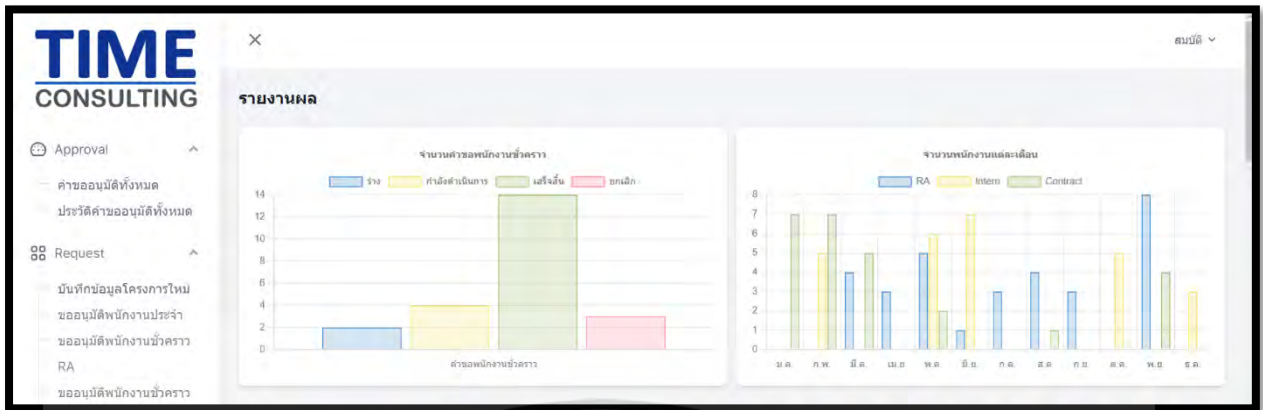 TIME
CONSULTING
สมบัติ
รายงานผล
Approval
คำขออนุมัติทั้งหมด
ประวัติคำขออนุมัติทั้งหมด
Request
บันทึกข้อมูลโครงการใหม่
ขออนุมัติพนักงานประจำ
ขออนุมัติพนักงานชั่วคราว
RA
ขออนุมัติพนักงานชั่วคราว
จำนวนคำขอพนักงานชั่วคราว
ร่าง กำลังดำเนินการ เสร็จสิ้น ยกเลิก
14
12
10
8
6
4
2
0
คำขอพนักงานชั่วคราว
จำนวนพนักงานแต่ละเดือน
RA Intern Contract
8
7
6
5
4
3
2
1
0
ม.ค. ก.พ. มี.ค. เม.ย พ.ค. มิ.ย. ก.ค. ส.ค. ก.ย. ต.ค. พ.ย. ธ.ค.